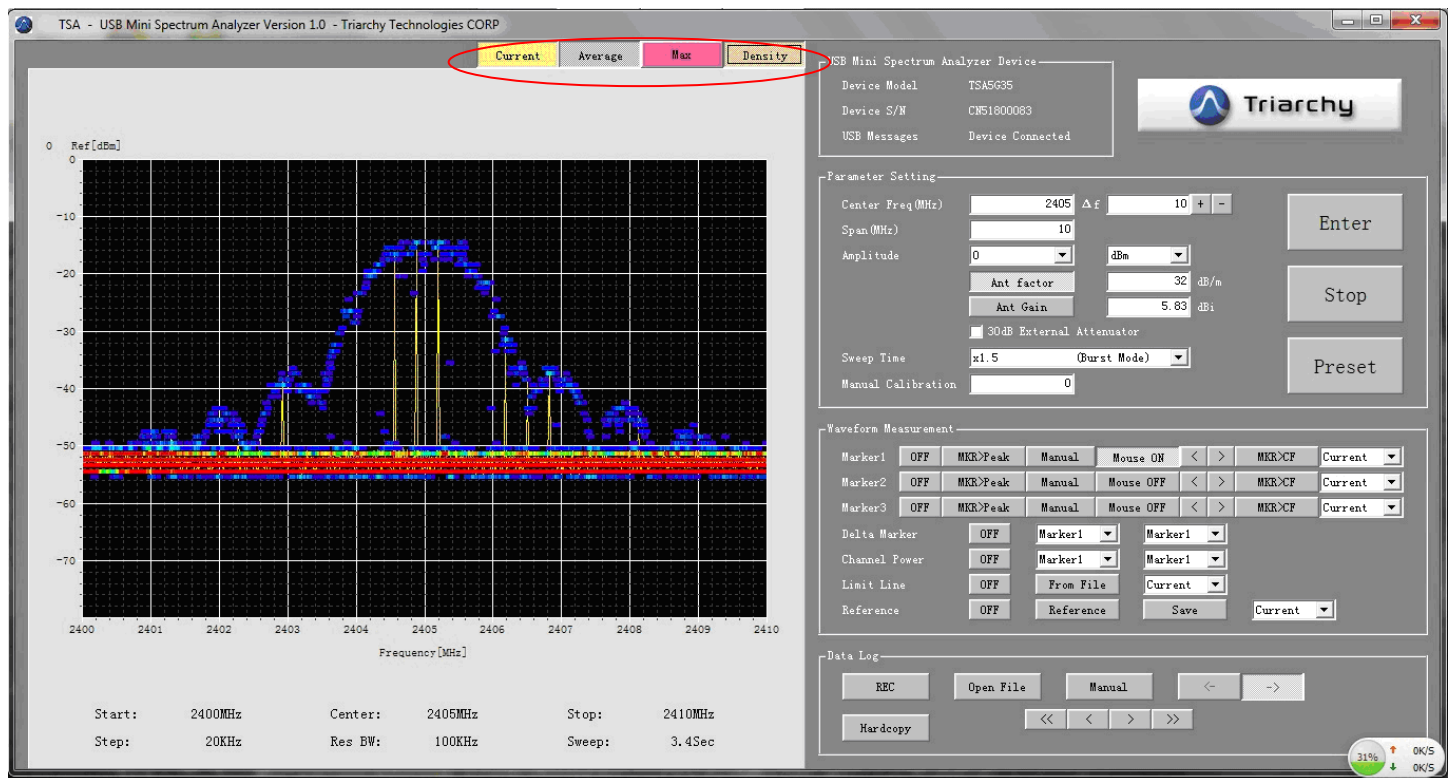 TSA - USB Mini Spectrum Analyzer Version 1.0 - Triarchy Technologies CORP
Current Average Max Density
0 Ref[dBm]
0
-10
-20
-30
-40
-50
-60
-70
2400 2401 2402 2403 2404 2405 2406 2407 2408 2409 2410
Frequency[MHz]
Start: 2400MHz Center: 2405MHz Stop: 2410MHz
Step: 20KHz Res BW: 100KHz Sweep: 3.4Sec
USB Mini Spectrum Analyzer Device
Device Model TSA5G35
Device S/N CN51800083
USB Messages Device Connected
Triarchy
Parameter Setting
Center Freq(MHz) 2405 Δf 10 + -
Span(MHz) 10
Amplitude 0 dBm
Ant factor 32 dB/m
Ant Gain 5.83 dBi
30dB External Attenuator
Sweep Time x1.5 (Burst Mode)
Manual Calibration 0
Enter
Stop
Preset
Waveform Measurement
Marker1 OFF MKR>Peak Manual Mouse ON < > MKR>CF Current
Marker2 OFF MKR>Peak Manual Mouse OFF < > MKR>CF Current
Marker3 OFF MKR>Peak Manual Mouse OFF < > MKR>CF Current
Delta Marker OFF Marker1 Marker1
Channel Power OFF Marker1 Marker1
Limit Line OFF From File Current
Reference OFF Reference Save Current
Data Log
REC Open File Manual <- ->
Hardcopy << < > >>
31% 0K/S
0K/S